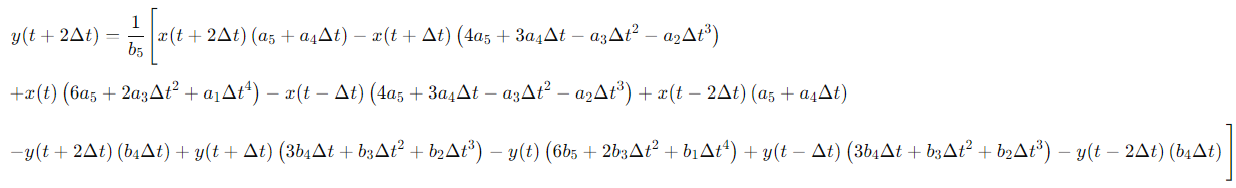 y(t + 2Δt) = 1/b₅ [ x(t + 2Δt) (a₅ + a₄Δt) − x(t + Δt) (4a₅ + 3a₄Δt − a₃Δt² − a₂Δt³)
+x(t) (6a₅ + 2a₃Δt² + a₁Δt⁴) − x(t − Δt) (4a₅ + 3a₄Δt − a₃Δt² − a₂Δt³) + x(t − 2Δt) (a₅ + a₄Δt)
−y(t + 2Δt) (b₄Δt) + y(t + Δt) (3b₄Δt + b₃Δt² + b₂Δt³) − y(t) (6b₅ + 2b₃Δt² + b₁Δt⁴) + y(t − Δt) (3b₄Δt + b₃Δt² + b₂Δt³) − y(t − 2Δt) (b₄Δt) ]